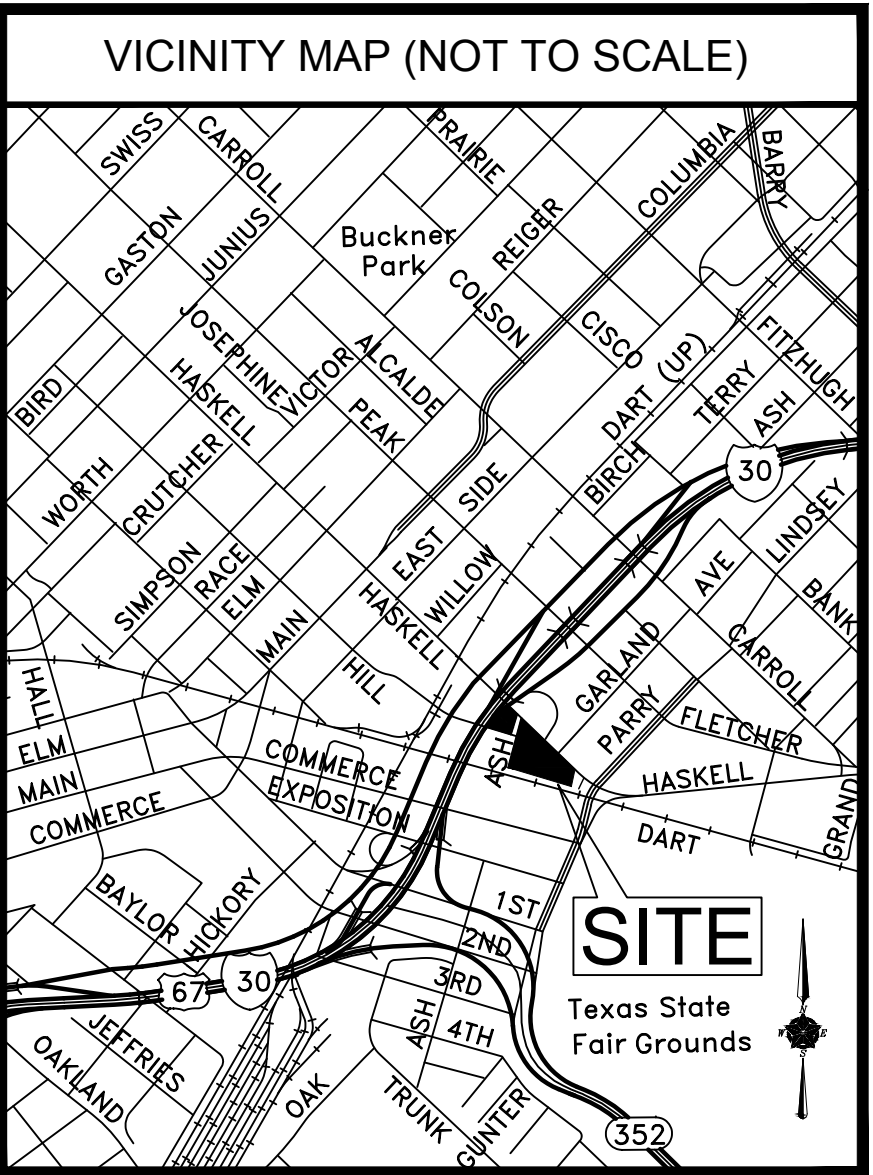 VICINITY MAP (NOT TO SCALE)
SWISS
CARROLL
PRAIRIE
COLUMBIA
BARRY
GASTON
JUNIUS
Buckner
Park
REIGER
COLSON
CISCO
FITZHUGH
JOSEPHINE
VICTOR
ALCALDE
DART (UP)
TERRY
ASH
BIRD
HASKELL
PEAK
30
WORTH
CRUTCHER
SIDE
BIRCH
LINDSEY
SIMPSON
RACE
ELM
EAST
WILLOW
AVE
BANK
MAIN
HASKELL
HILL
GARLAND
CARROLL
HALL
PARRY
FLETCHER
ELM
COMMERCE
ASH
HASKELL
MAIN
EXPOSITION
COMMERCE
DART
GRAND
BAYLOR
HICKORY
1ST
SITE
2ND
67
30
3RD
Texas State
Fair Grounds
N
W
E
S
JEFFRIES
ASH
4TH
OAKLAND
OAK
TRUNK
GUNTER
352